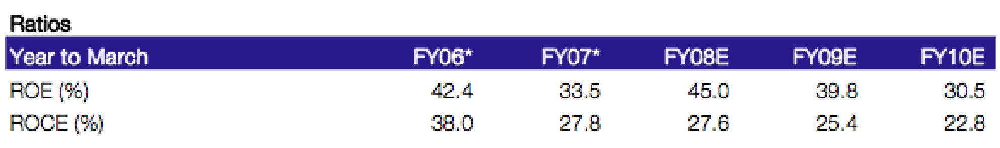 Ratios
Year to March FY06* FY07* FY08E FY09E FY10E
ROE (%) 42.4 33.5 45.0 39.8 30.5
ROCE (%) 38.0 27.8 27.6 25.4 22.8